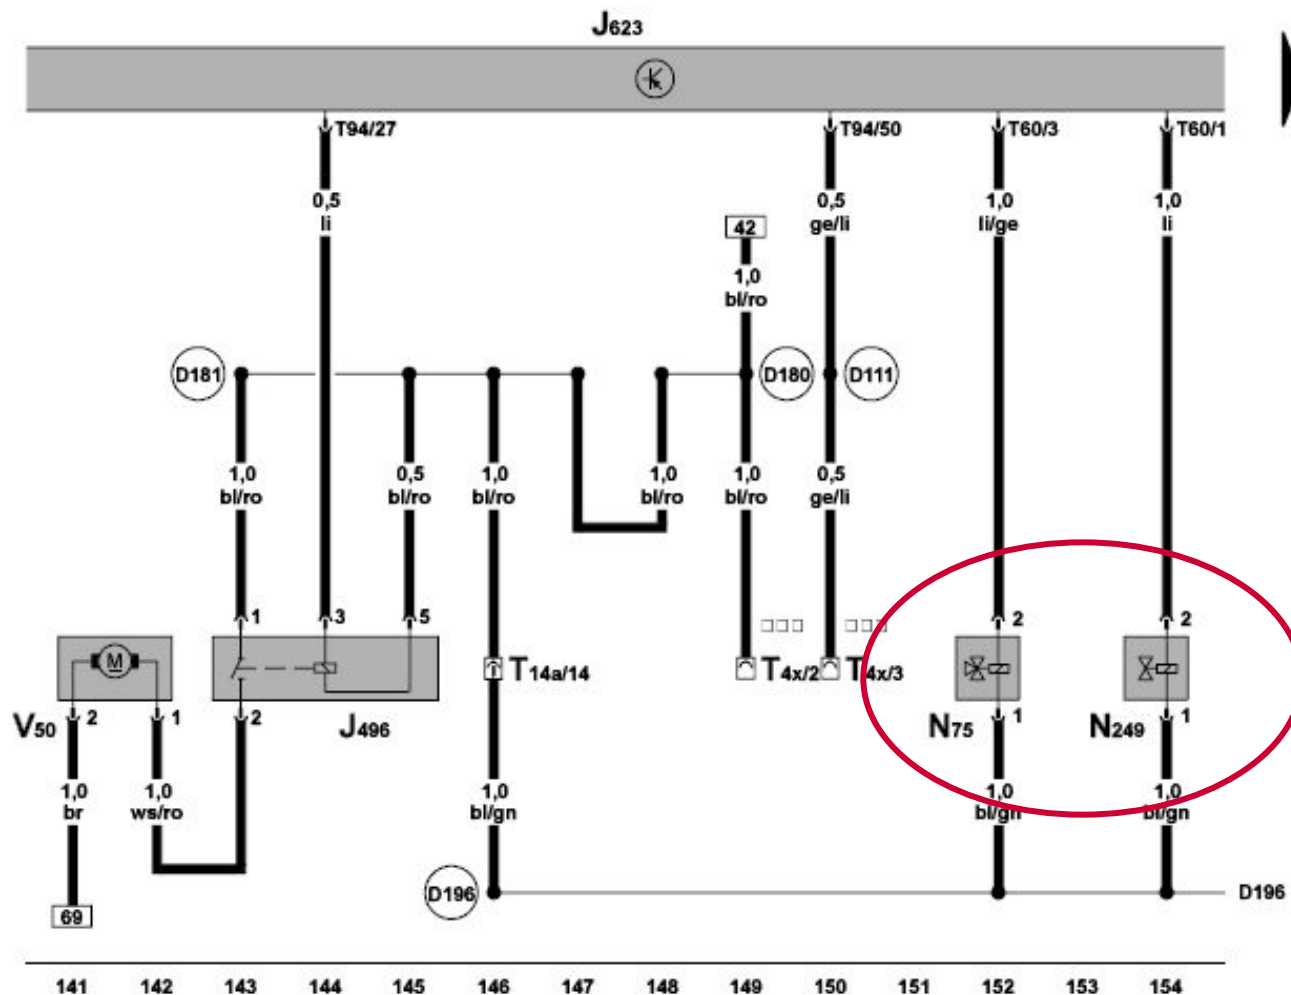 J623
T94/27
T94/50
T60/3
T60/1
0,5
li
42
0,5
ge/li
1,0
li/ge
1,0
li
1,0
bl/ro
D181
D180
D111
1,0
bl/ro
0,5
bl/ro
1,0
bl/ro
1,0
bl/ro
1,0
bl/ro
0,5
ge/li
1
3
5
2
2
M
T14a/14
T4x/2
T4x/3
V50
2
1
2
J496
N75
1
N249
1
1,0
br
1,0
ws/ro
1,0
bl/gn
1,0
bl/gn
1,0
bl/gn
D196
D196
69
141 142 143 144 145 146 147 148 149 150 151 152 153 154